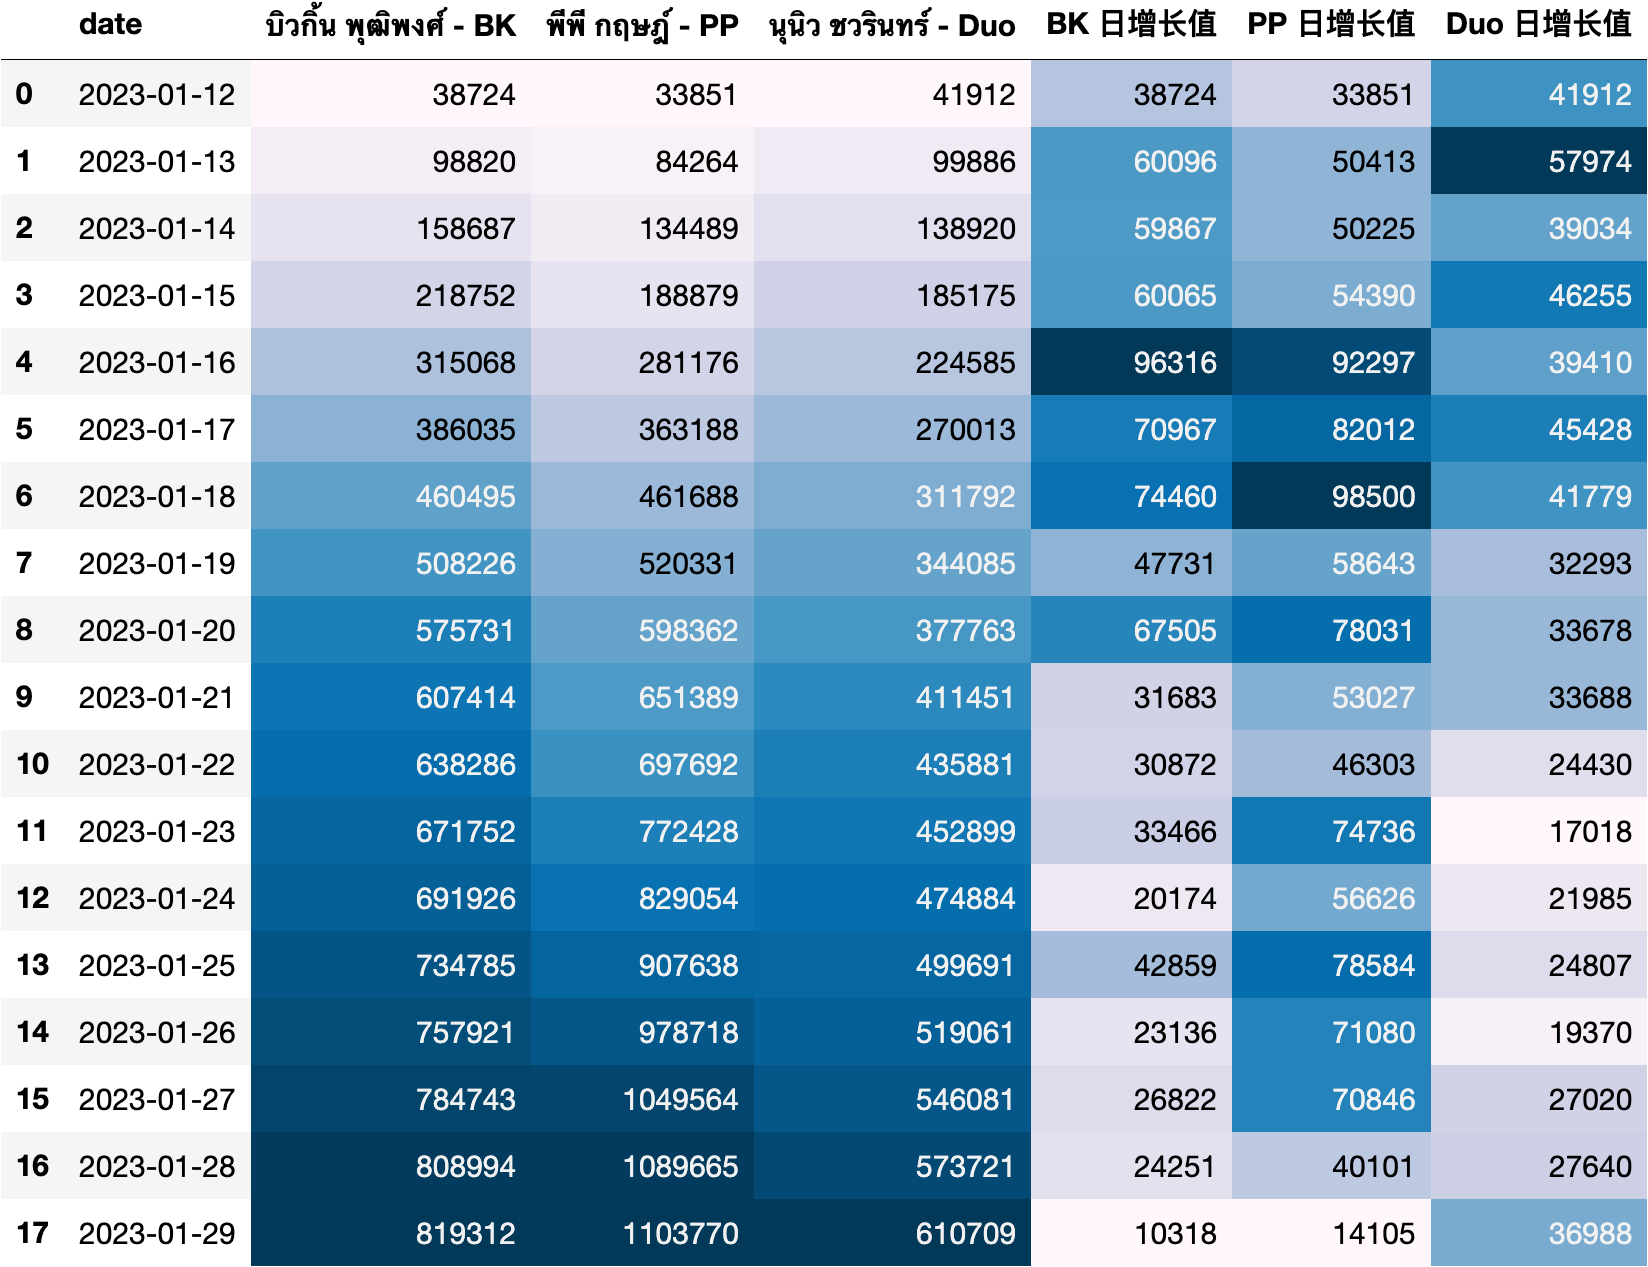 date บิวกิ้น พุฒิพงศ์ - BK พีพี กฤษฎ์ - PP นุนิว ชวรินทร์ - Duo BK 日增长值 PP 日增长值 Duo 日增长值
0 2023-01-12 38724 33851 41912 38724 33851 41912
1 2023-01-13 98820 84264 99886 60096 50413 57974
2 2023-01-14 158687 134489 138920 59867 50225 39034
3 2023-01-15 218752 188879 185175 60065 54390 46255
4 2023-01-16 315068 281176 224585 96316 92297 39410
5 2023-01-17 386035 363188 270013 70967 82012 45428
6 2023-01-18 460495 461688 311792 74460 98500 41779
7 2023-01-19 508226 520331 344085 47731 58643 32293
8 2023-01-20 575731 598362 377763 67505 78031 33678
9 2023-01-21 607414 651389 411451 31683 53027 33688
10 2023-01-22 638286 697692 435881 30872 46303 24430
11 2023-01-23 671752 772428 452899 33466 74736 17018
12 2023-01-24 691926 829054 474884 20174 56626 21985
13 2023-01-25 734785 907638 499691 42859 78584 24807
14 2023-01-26 757921 978718 519061 23136 71080 19370
15 2023-01-27 784743 1049564 546081 26822 70846 27020
16 2023-01-28 808994 1089665 573721 24251 40101 27640
17 2023-01-29 819312 1103770 610709 10318 14105 36988